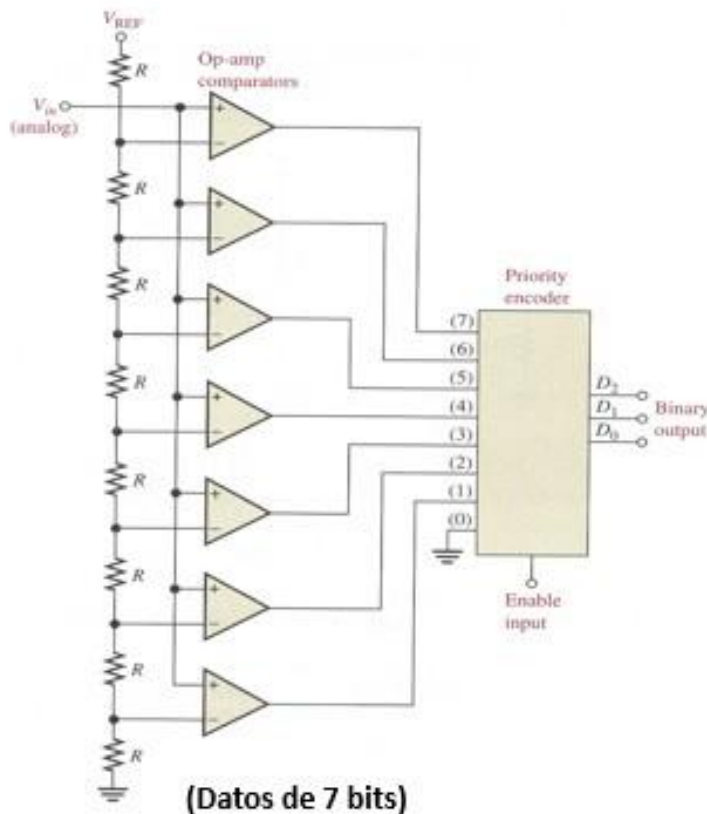 VREF
R
Op-amp
comparators
Vin
(analog)
R
R
R
R
R
R
R
+
−
+
−
+
−
+
−
+
−
+
−
+
−
Priority
encoder
(7)
(6)
(5)
(4)
(3)
(2)
(1)
(0)
D2
D1
D0
Binary
output
Enable
input
(Datos de 7 bits)